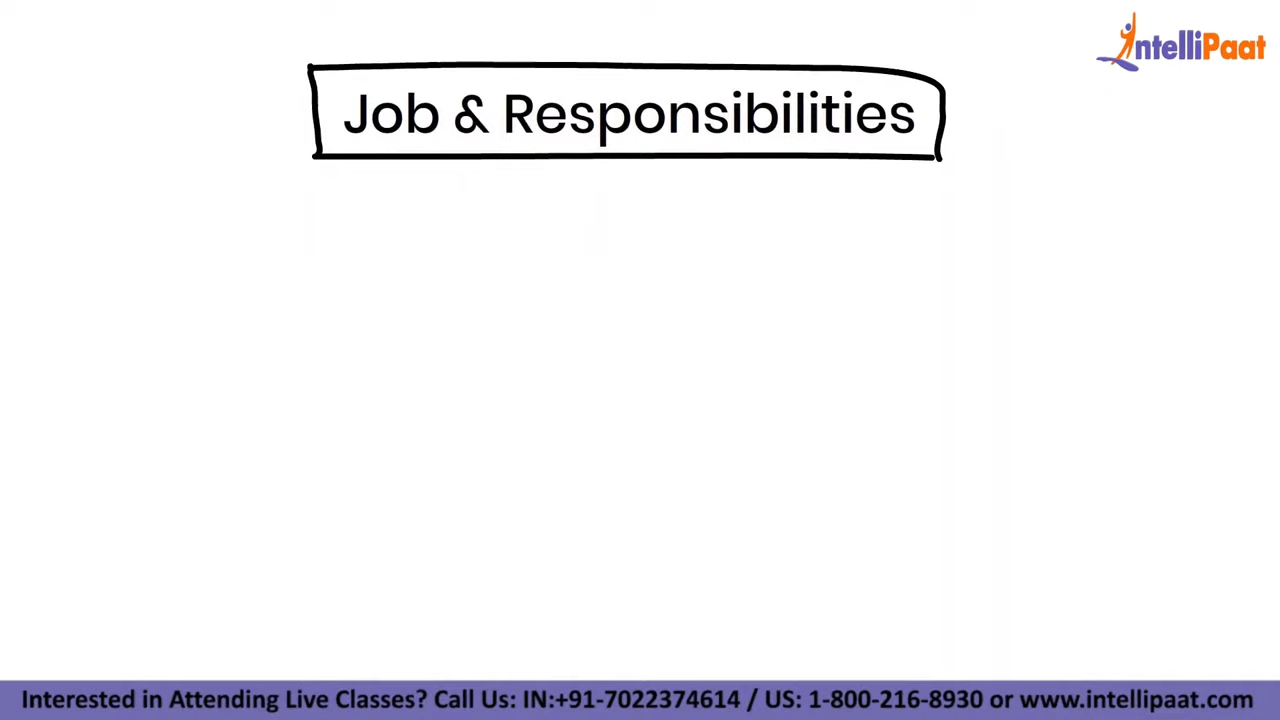 IntelliPaat
Job & Responsibilities
Interested in Attending Live Classes? Call Us: IN:+91-7022374614 / US: 1-800-216-8930 or www.intellipaat.com